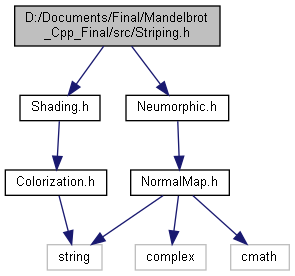 D:/Documents/Final/Mandelbrot
_Cpp_Final/src/Striping.h
Shading.h
Neumorphic.h
Colorization.h
NormalMap.h
string
complex
cmath